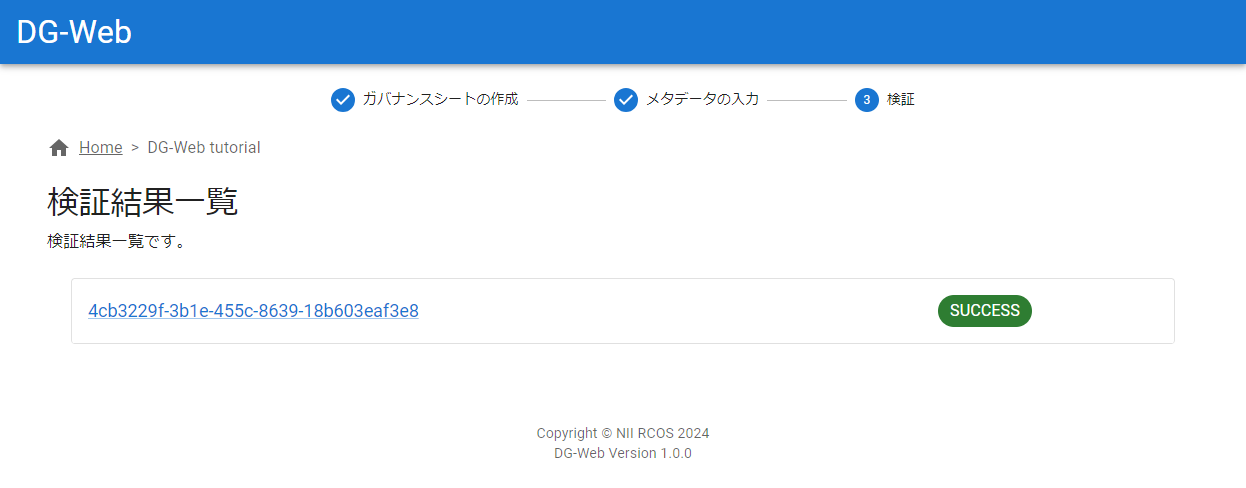 DG-Web
ガバナンスシートの作成 メタデータの入力 3 検証
Home > DG-Web tutorial
検証結果一覧
検証結果一覧です。
4cb3229f-3b1e-455c-8639-18b603eaf3e8 SUCCESS
Copyright © NII RCOS 2024
DG-Web Version 1.0.0